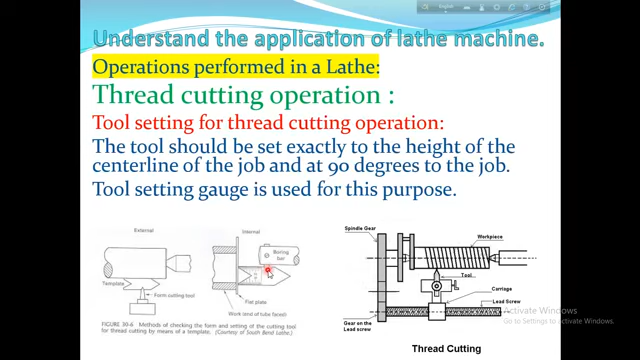 English
Understand the application of lathe machine.
Operations performed in a Lathe:
Thread cutting operation :
Tool setting for thread cutting operation:
The tool should be set exactly to the height of the
centerline of the job and at 90 degrees to the job.
Tool setting gauge is used for this purpose.
External
Internal
Boring
bar
Template
Form cutting tool
Flat plate
Work (end of tube faced)
FIGURE 10-6 Methods of checking the form and setting of the cutting tool
for thread cutting by means of a template. (Courtesy of South Bend Lathe.)
Spindle Gear
Workpiece
Tool
Carriage
Lead Screw
Gear on the
lead screw
Thread Cutting
Activate Windows
Go to Settings to activate Windows.